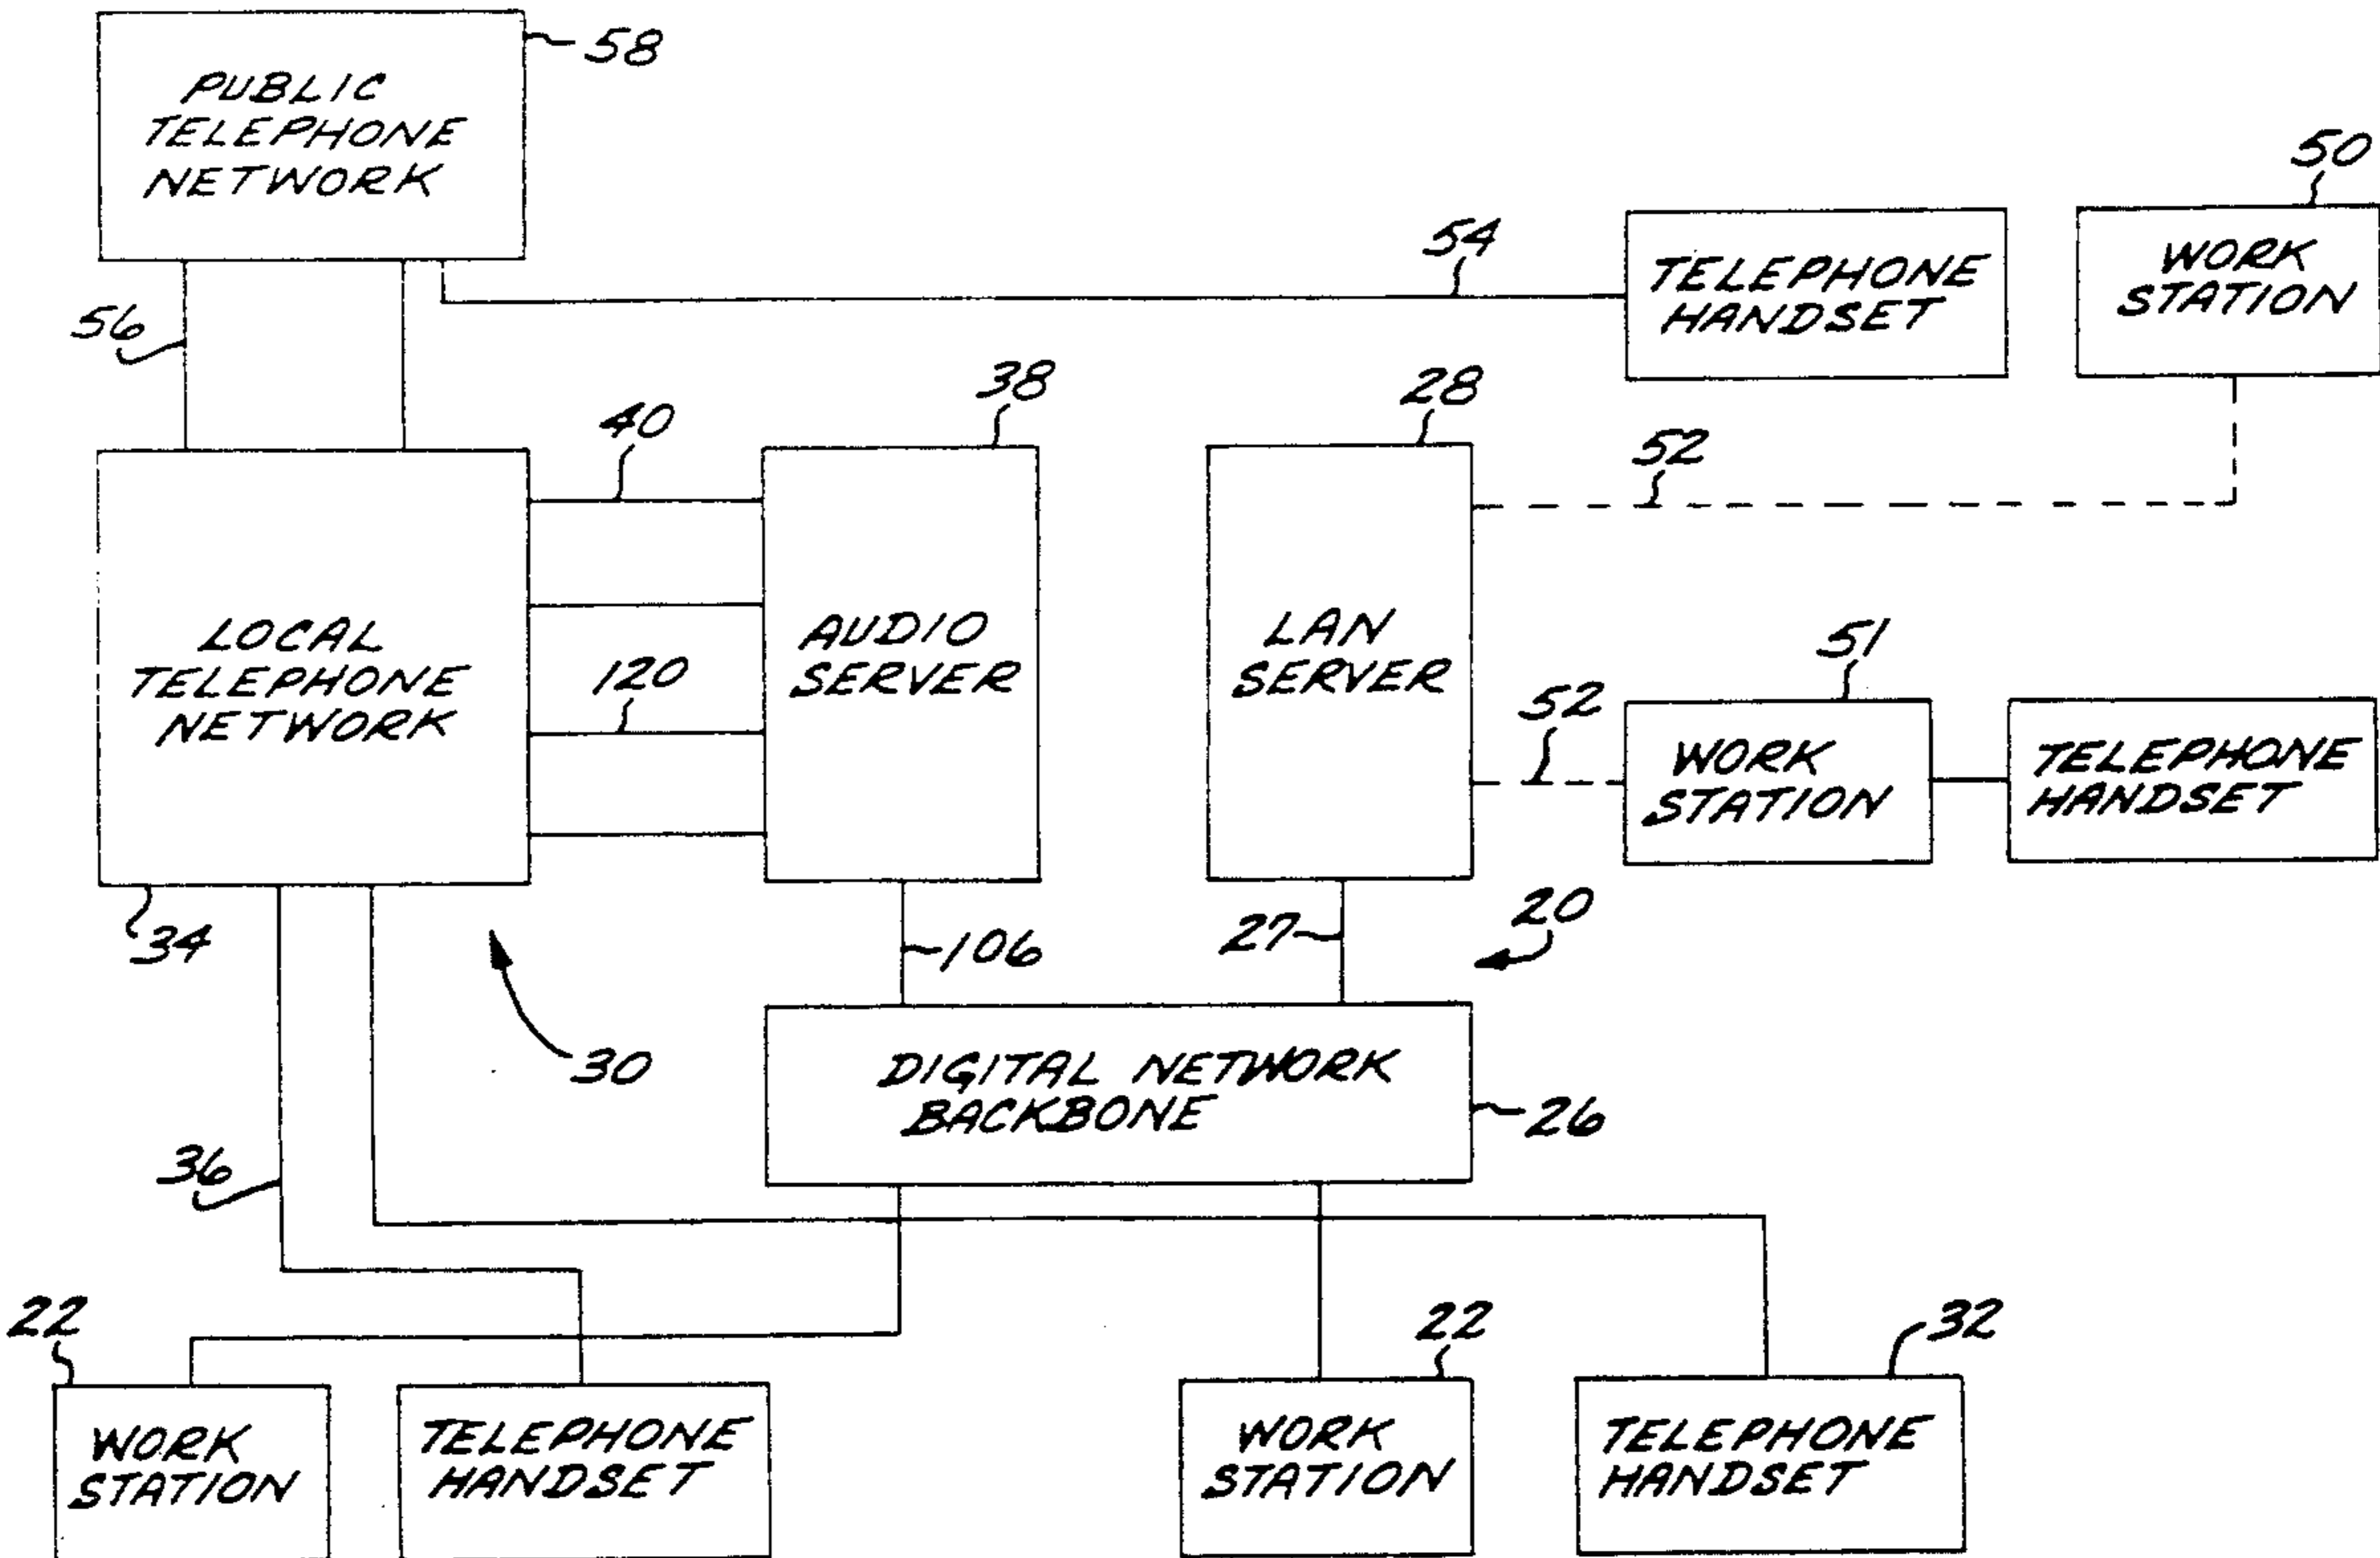 58
PUBLIC
TELEPHONE
NETWORK
50
54
TELEPHONE
HANDSET
WORK
STATION
56
40
38
28
52
LOCAL
TELEPHONE
NETWORK
120
AUDIO
SERVER
LAN
SERVER
51
52
WORK
STATION
TELEPHONE
HANDSET
34
106
27
20
30
DIGITAL NETWORK
BACKBONE
26
36
22
22
32
WORK
STATION
TELEPHONE
HANDSET
WORK
STATION
TELEPHONE
HANDSET